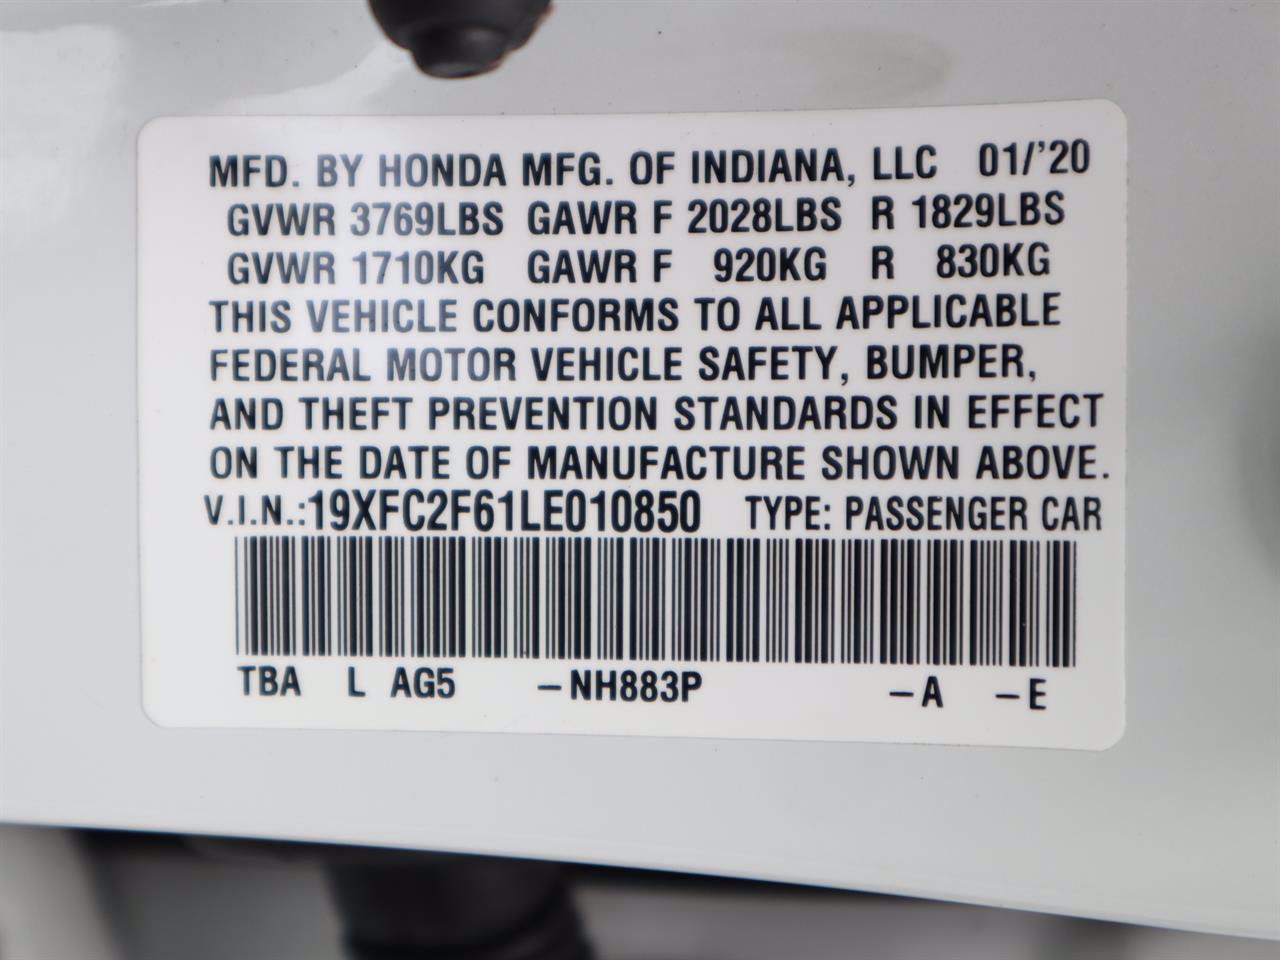 MFD. BY HONDA MFG. OF INDIANA, LLC 01/'20
GVWR 3769LBS GAWR F 2028LBS R 1829LBS
GVWR 1710KG GAWR F 920KG R 830KG
THIS VEHICLE CONFORMS TO ALL APPLICABLE
FEDERAL MOTOR VEHICLE SAFETY, BUMPER,
AND THEFT PREVENTION STANDARDS IN EFFECT
ON THE DATE OF MANUFACTURE SHOWN ABOVE.
V.I.N.:19XFC2F61LE010850 TYPE: PASSENGER CAR
TBA L AG5 –NH883P –A –E